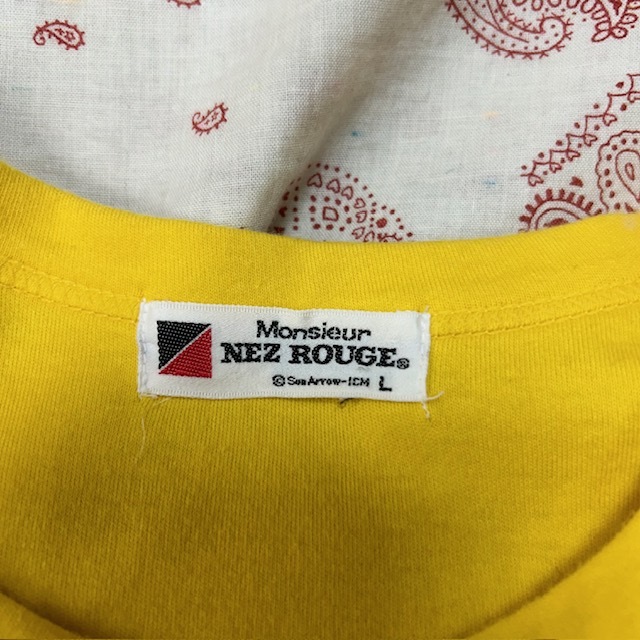 Monsieur
NEZ ROUGE®
©Sun Arrow-ICM L